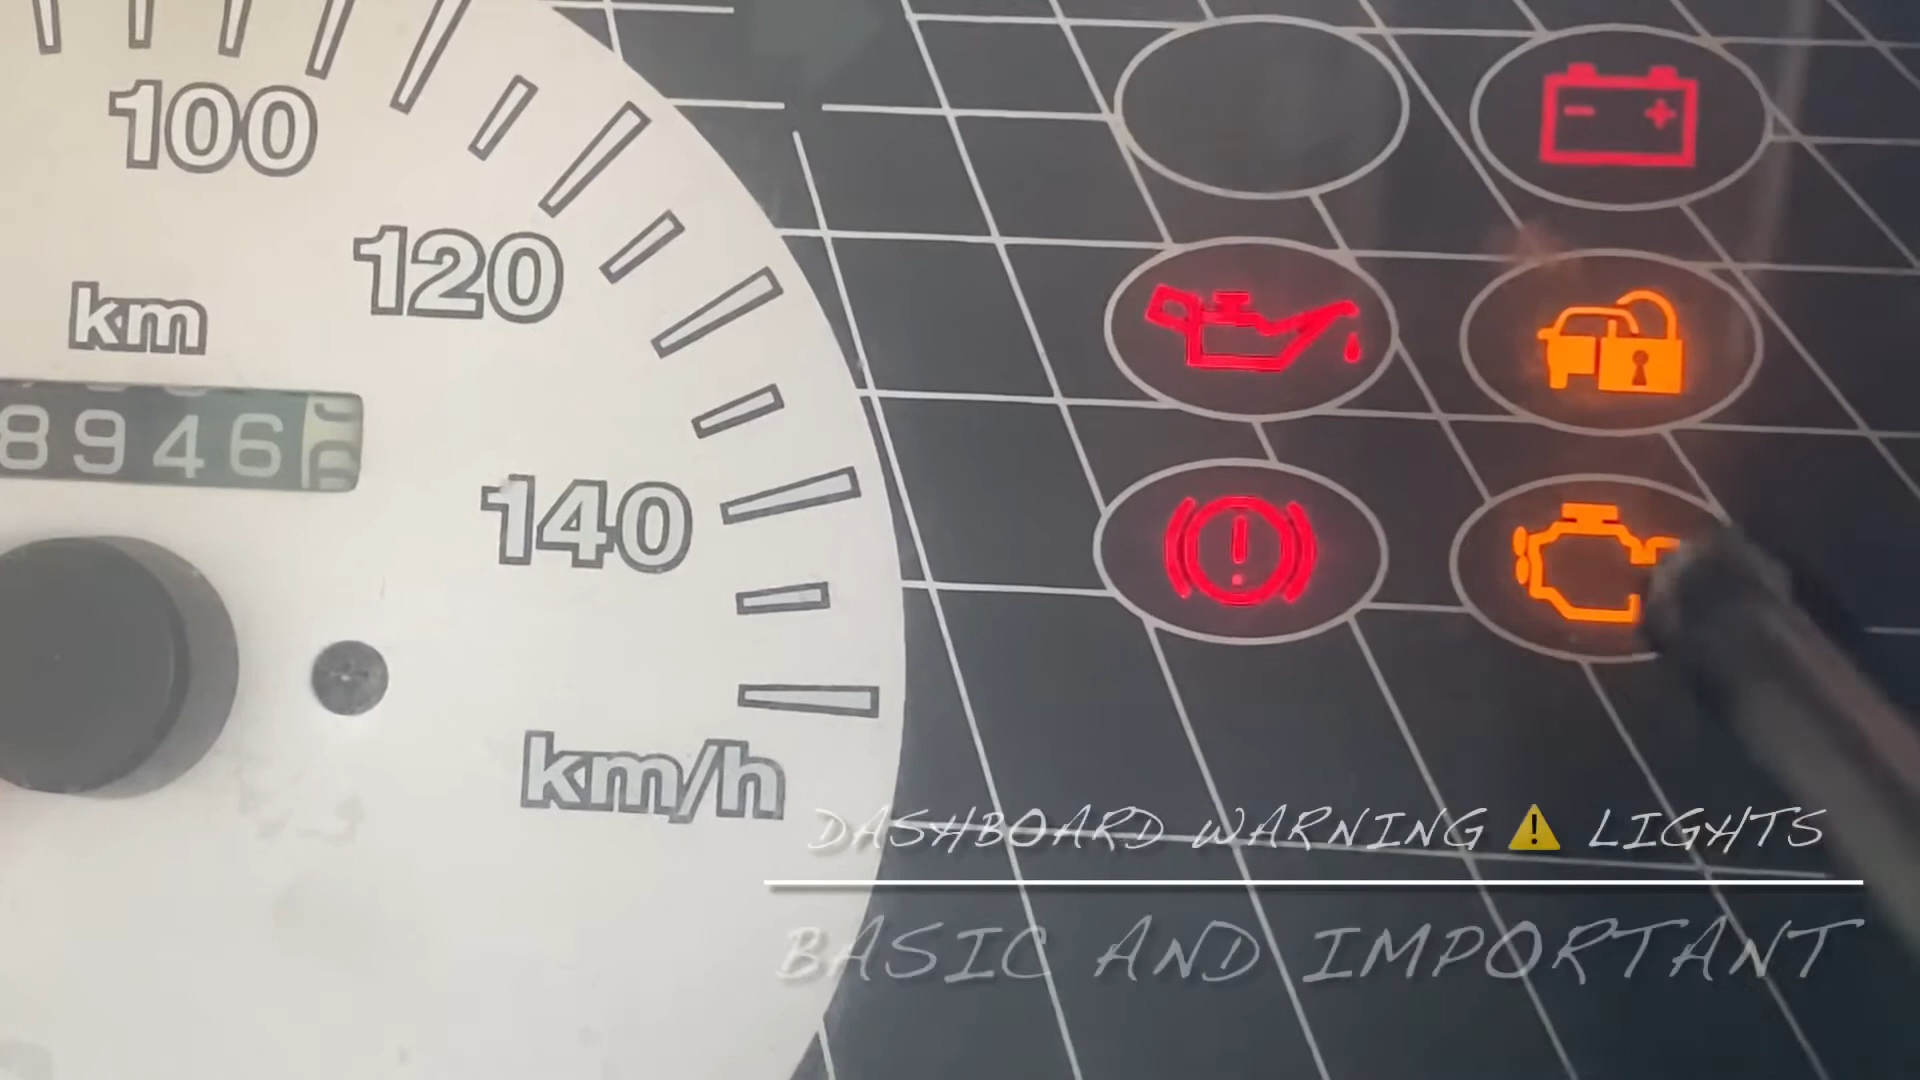 100
120
km
8946
140
km/h
DASHBOARD WARNING ⚠️ LIGHTS
BASIC AND IMPORTANT